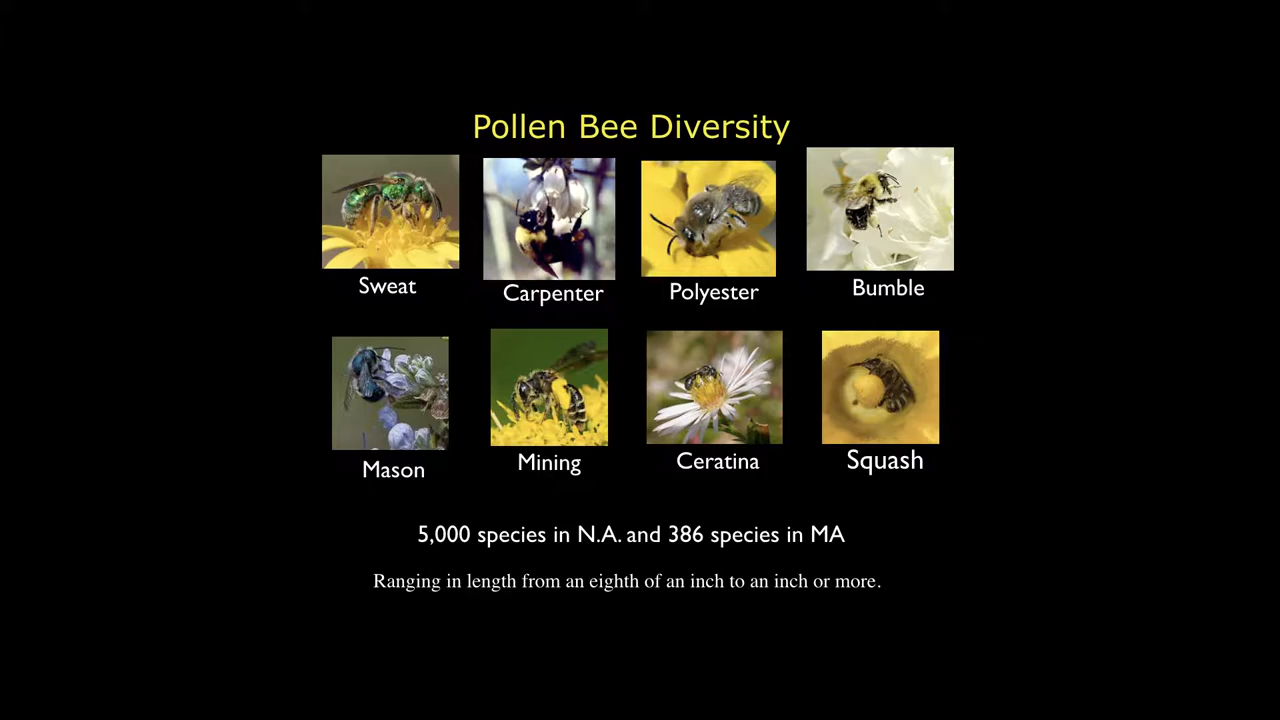 Pollen Bee Diversity
Sweat
Carpenter
Polyester
Bumble
Mason
Mining
Ceratina
Squash
5,000 species in N.A. and 386 species in MA
Ranging in length from an eighth of an inch to an inch or more.